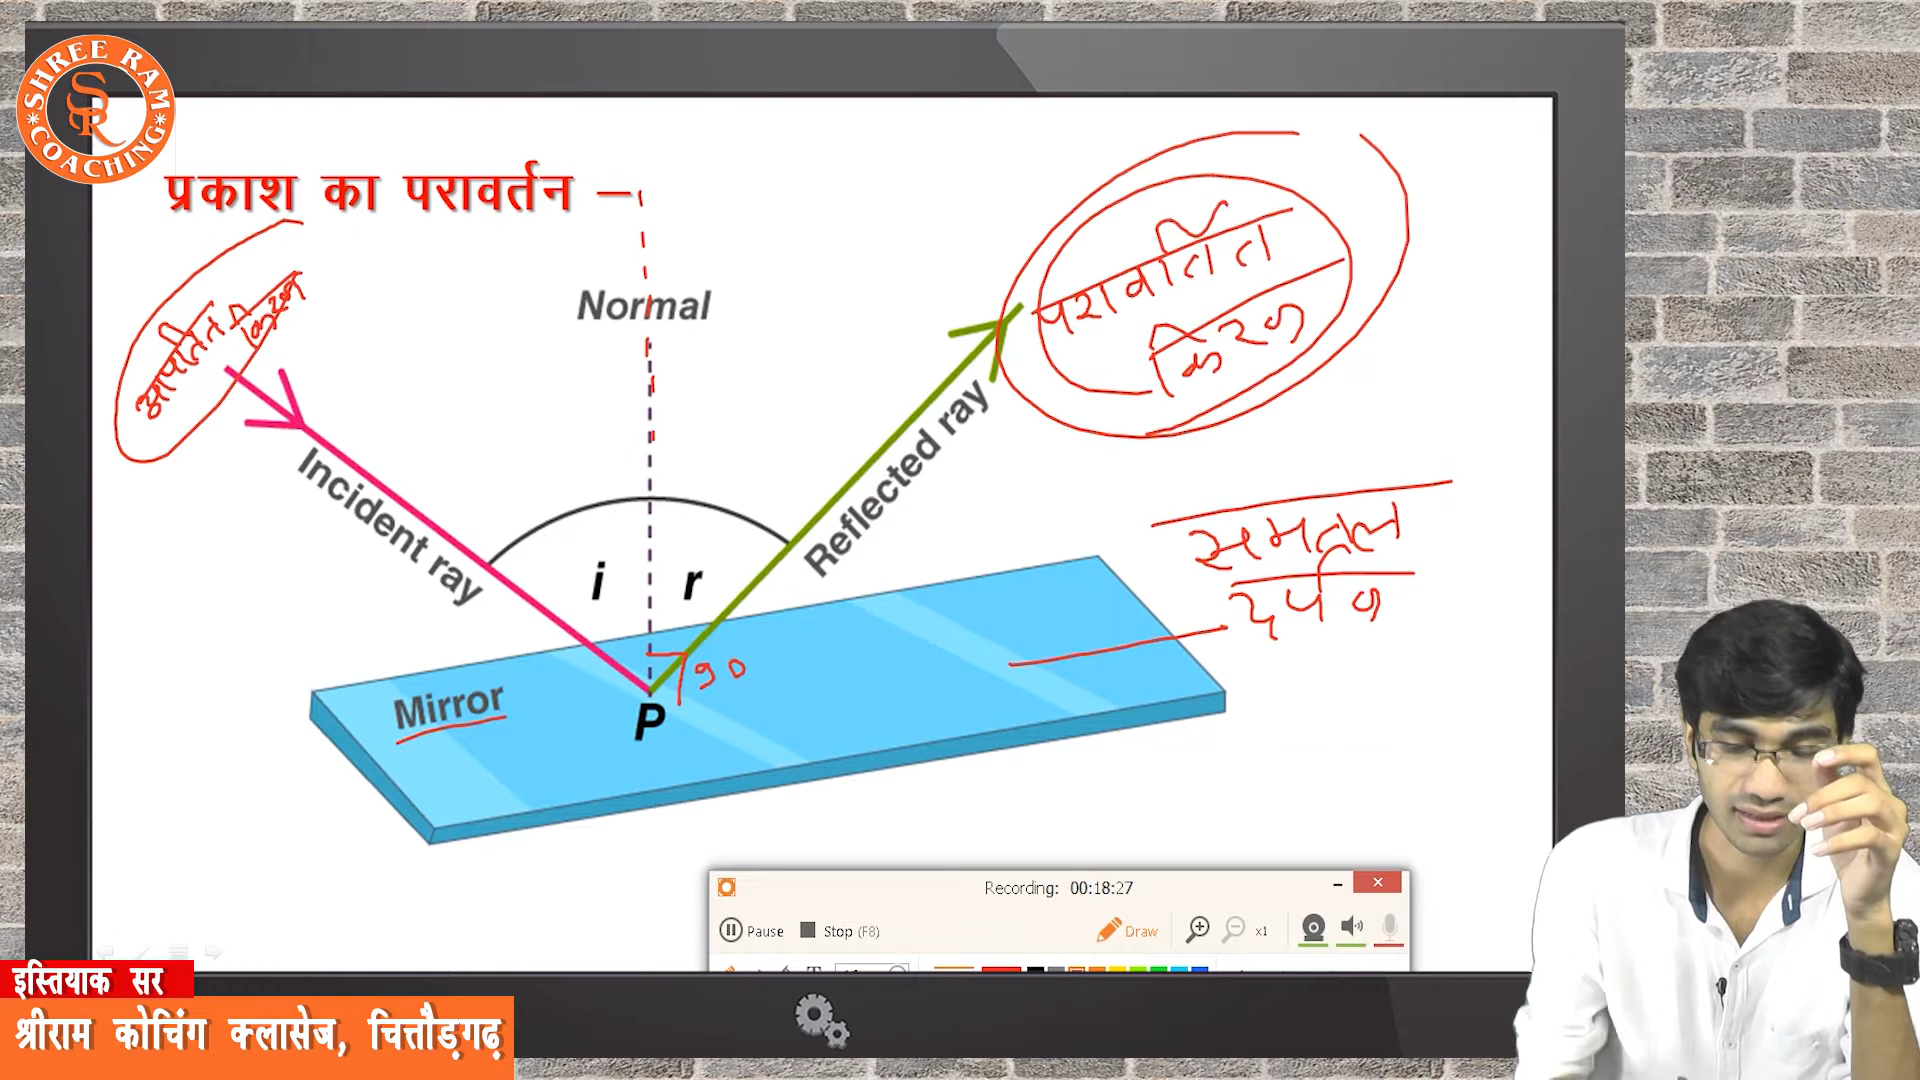 SHREE RAM
COACHING
SRC
प्रकाश का परावर्तन –
Normal
आपतित
किरण
परावर्तित
किरण
Incident ray
Reflected ray
समतल
दर्पण
i
r
90
Mirror
P
Recording: 00:18:27
Pause
Stop (F8)
Draw
x1
इस्तियाक सर
श्रीराम कोचिंग क्लासेज, चित्तौड़गढ़